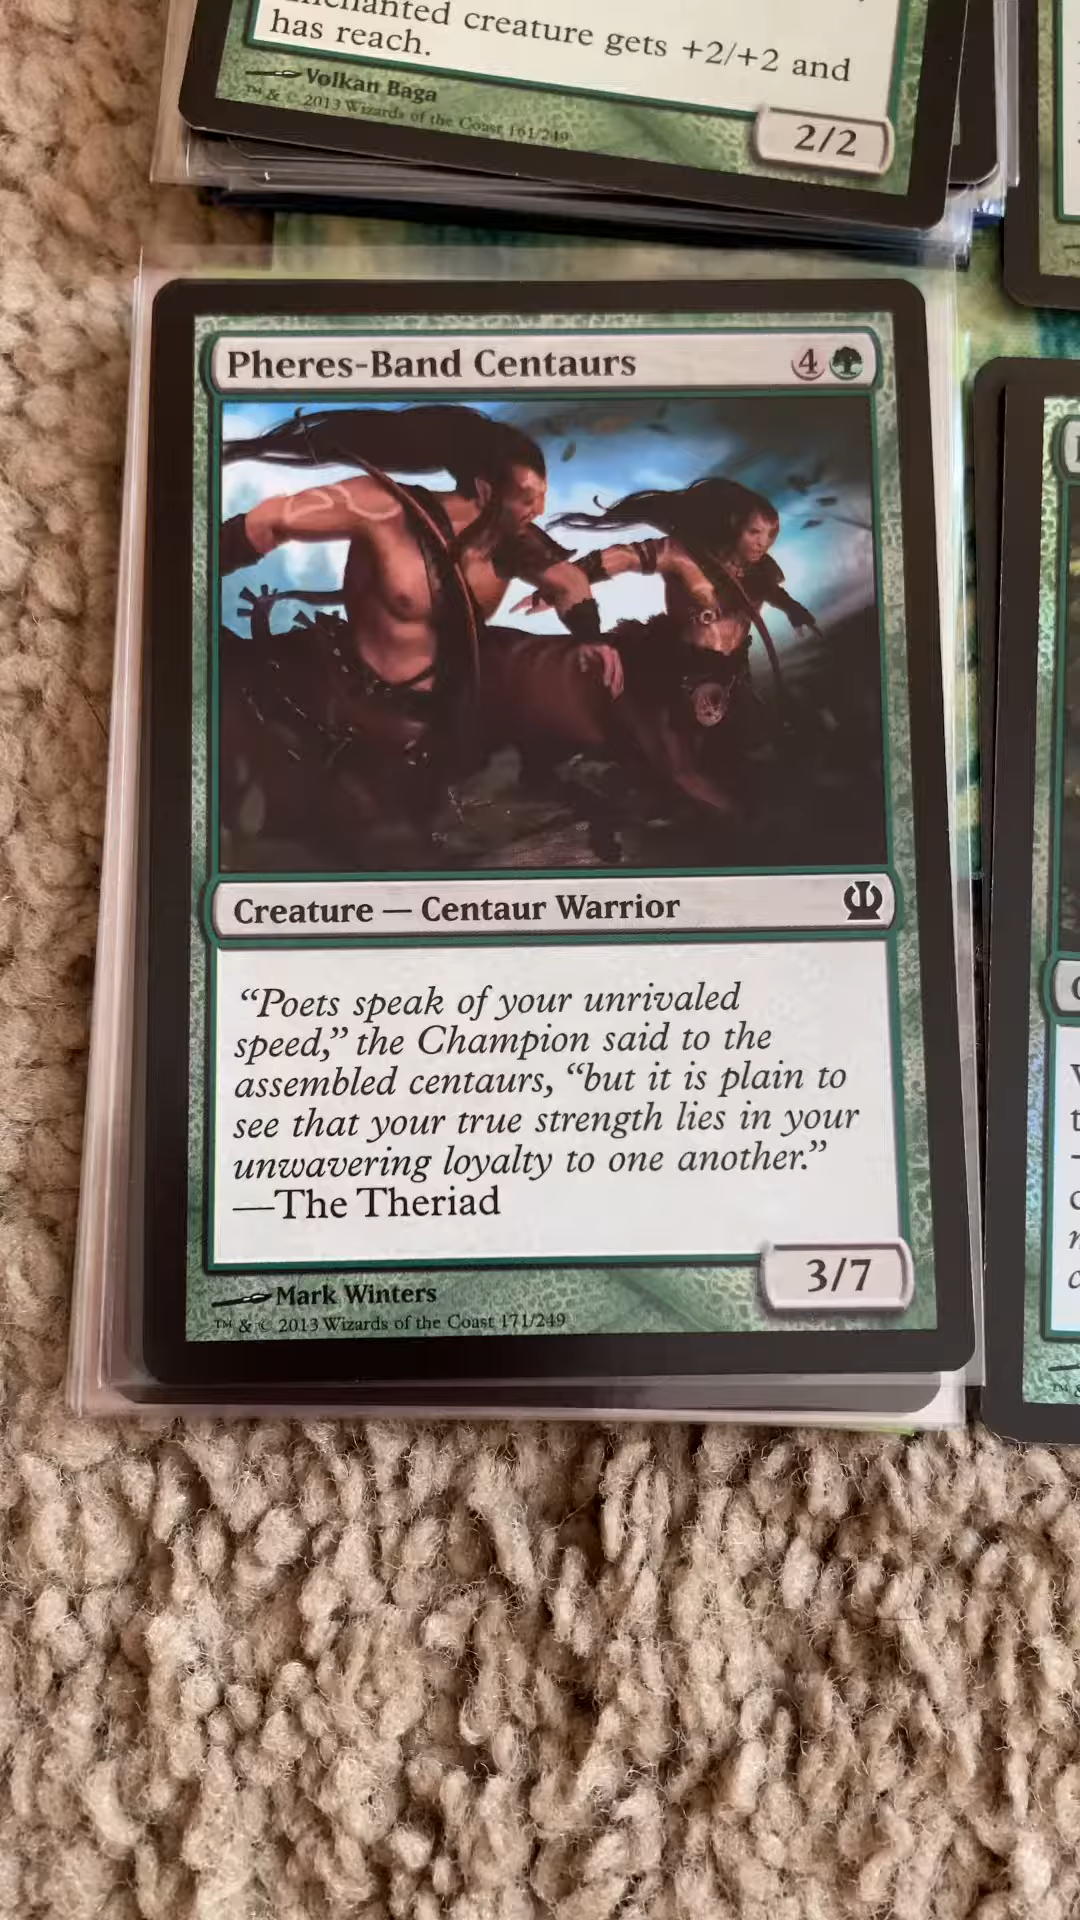 enchanted creature gets +2/+2 and
has reach.
Volkan Baga
™ & © 2013 Wizards of the Coast 161/249
2/2
Pheres-Band Centaurs
4
Creature — Centaur Warrior
“Poets speak of your unrivaled
speed,” the Champion said to the
assembled centaurs, “but it is plain to
see that your true strength lies in your
unwavering loyalty to one another.”
—The Theriad
3/7
Mark Winters
™ & © 2013 Wizards of the Coast 171/249